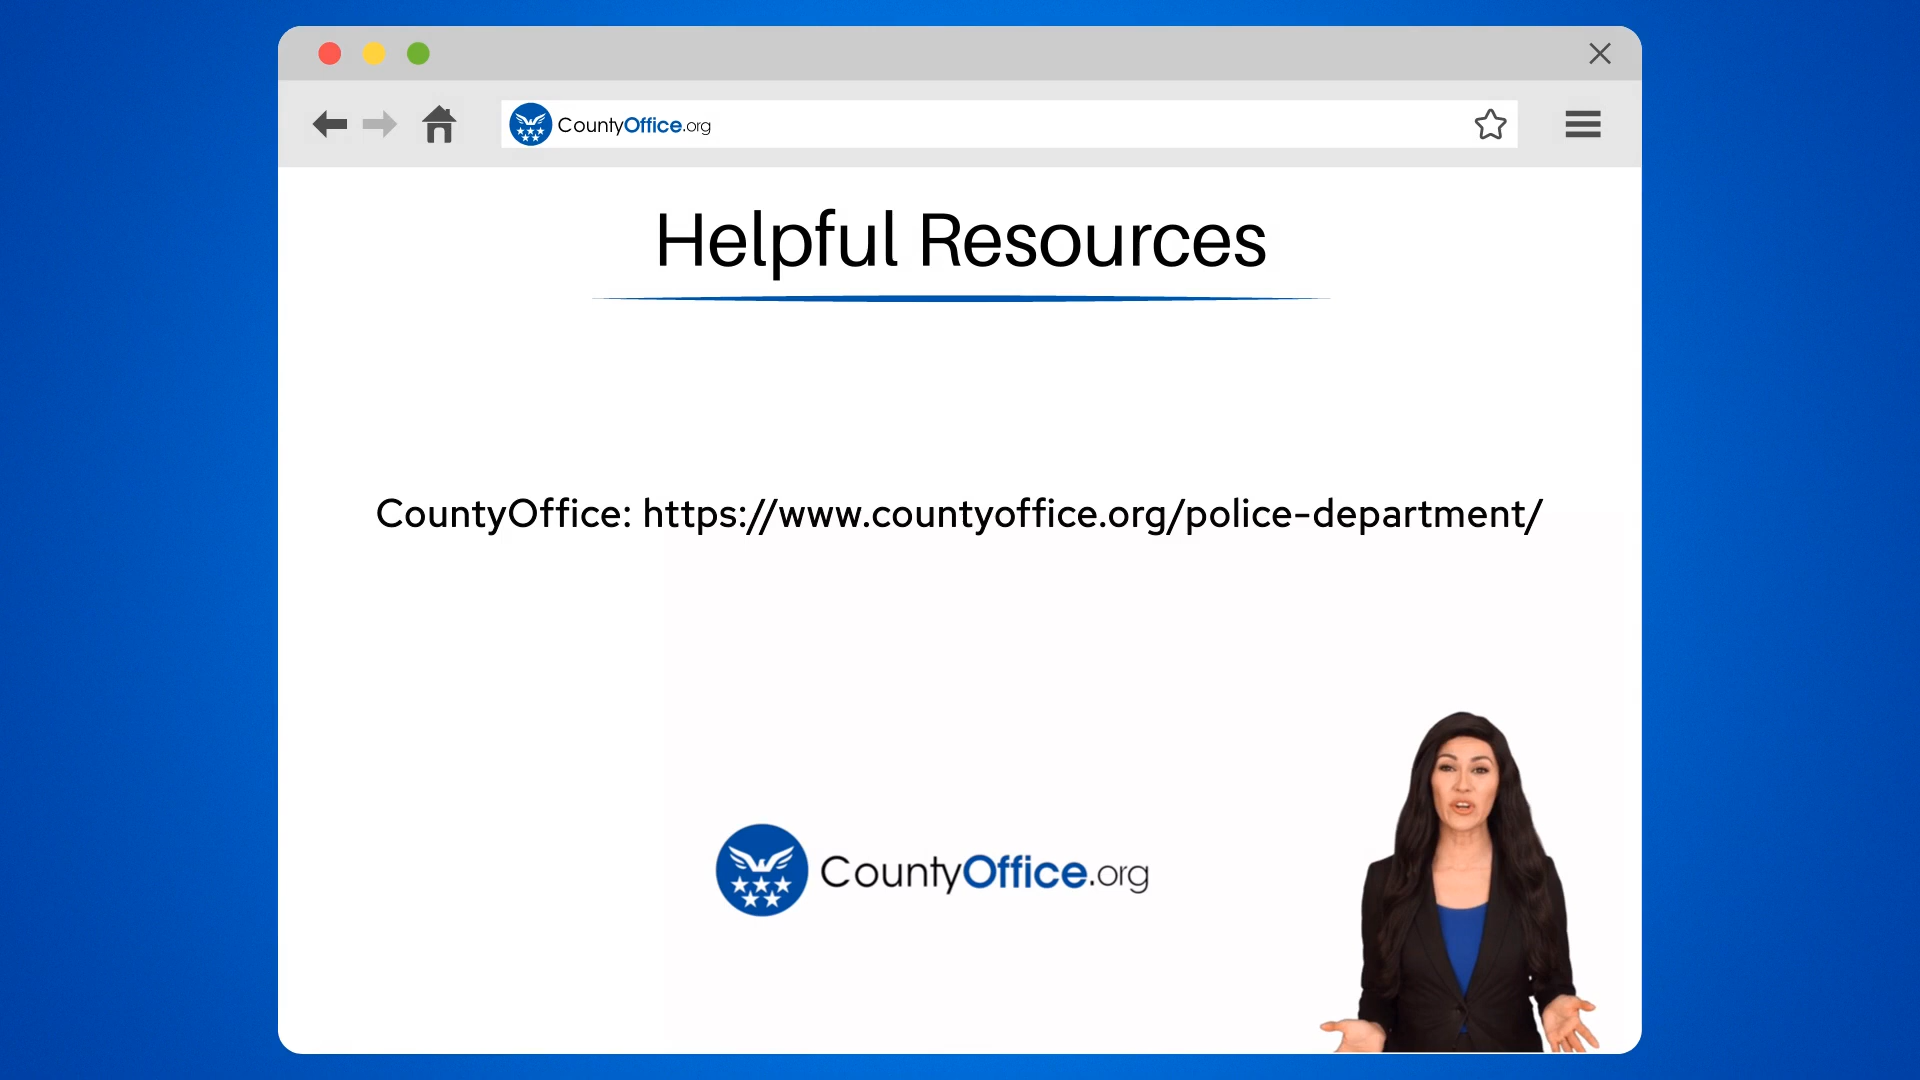 CountyOffice.org
Helpful Resources
CountyOffice: https://www.countyoffice.org/police-department/
CountyOffice.org